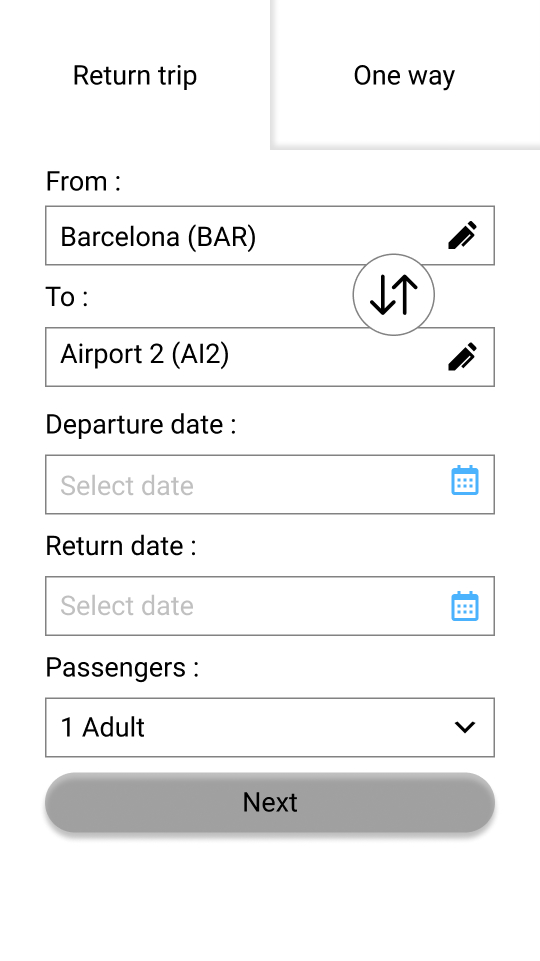 Return trip
One way
From :
Barcelona (BAR)
To :
Airport 2 (AI2)
Departure date :
Select date
Return date :
Select date
Passengers :
1 Adult
Next